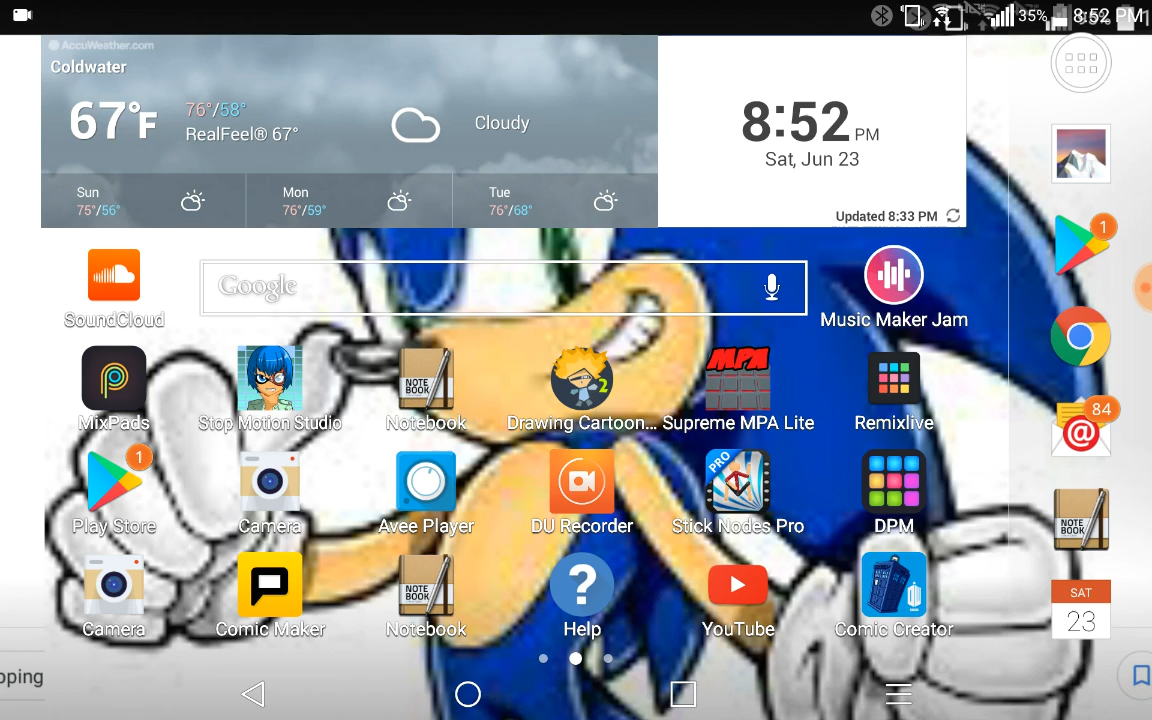 35% 8:52 PM
AccuWeather.com
Coldwater
67°F
76°/58°
RealFeel® 67°
Cloudy
8:52 PM
Sat, Jun 23
Sun
75°/56°
Mon
76°/59°
Tue
76°/68°
Updated 8:33 PM
1
SoundCloud
Google
Music Maker Jam
NOTE BOOK
MPA
2
MixPads
Stop Motion Studio
Notebook
Drawing Cartoon...
Supreme MPA Lite
Remixlive
84
@
1
PRO
Play Store
Camera
Avee Player
DU Recorder
Stick Nodes Pro
DPM
NOTE BOOK
NOTE BOOK
?
Camera
Comic Maker
Notebook
Help
YouTube
Comic Creator
SAT
23
pping